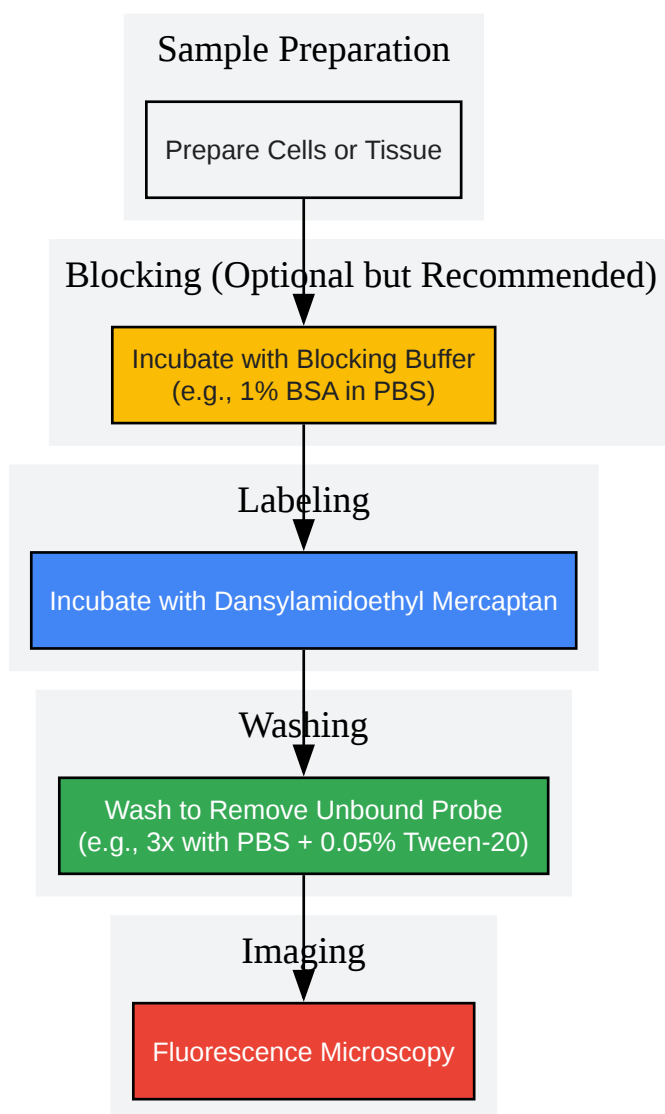 Sample Preparation
Prepare Cells or Tissue
Blocking (Optional but Recommended)
Incubate with Blocking Buffer
(e.g., 1% BSA in PBS)
Labeling
Incubate with Dansylamidoethyl Mercaptan
Washing
Wash to Remove Unbound Probe
(e.g., 3x with PBS + 0.05% Tween-20)
Imaging
Fluorescence Microscopy